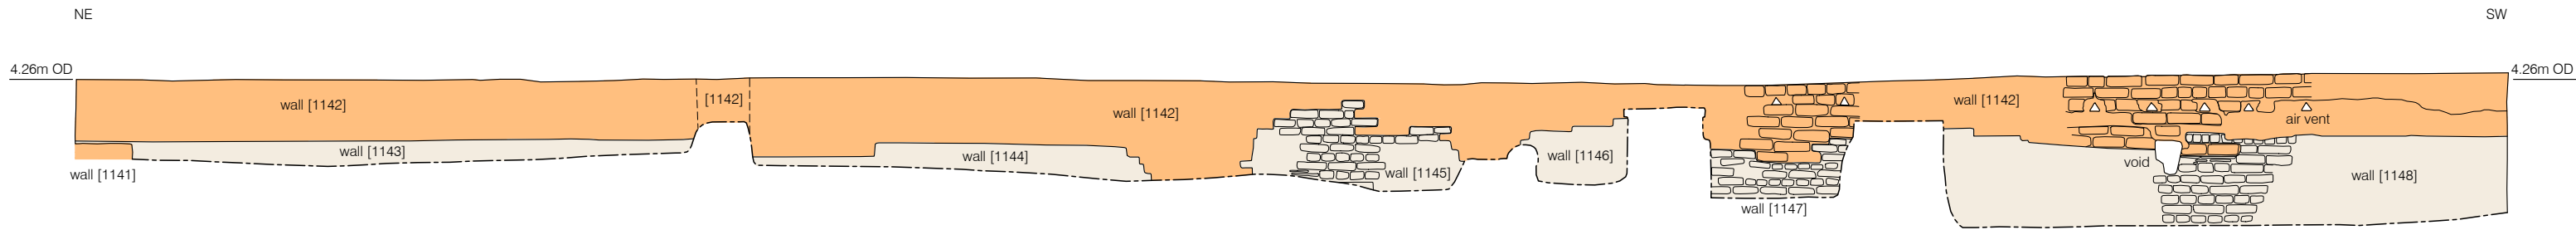 NE
SW
4.26m OD
4.26m OD
wall [1142]
[1142]
wall [1142]
wall [1142]
air vent
wall [1143]
wall [1144]
wall [1146]
void
wall [1141]
wall [1145]
wall [1148]
wall [1147]